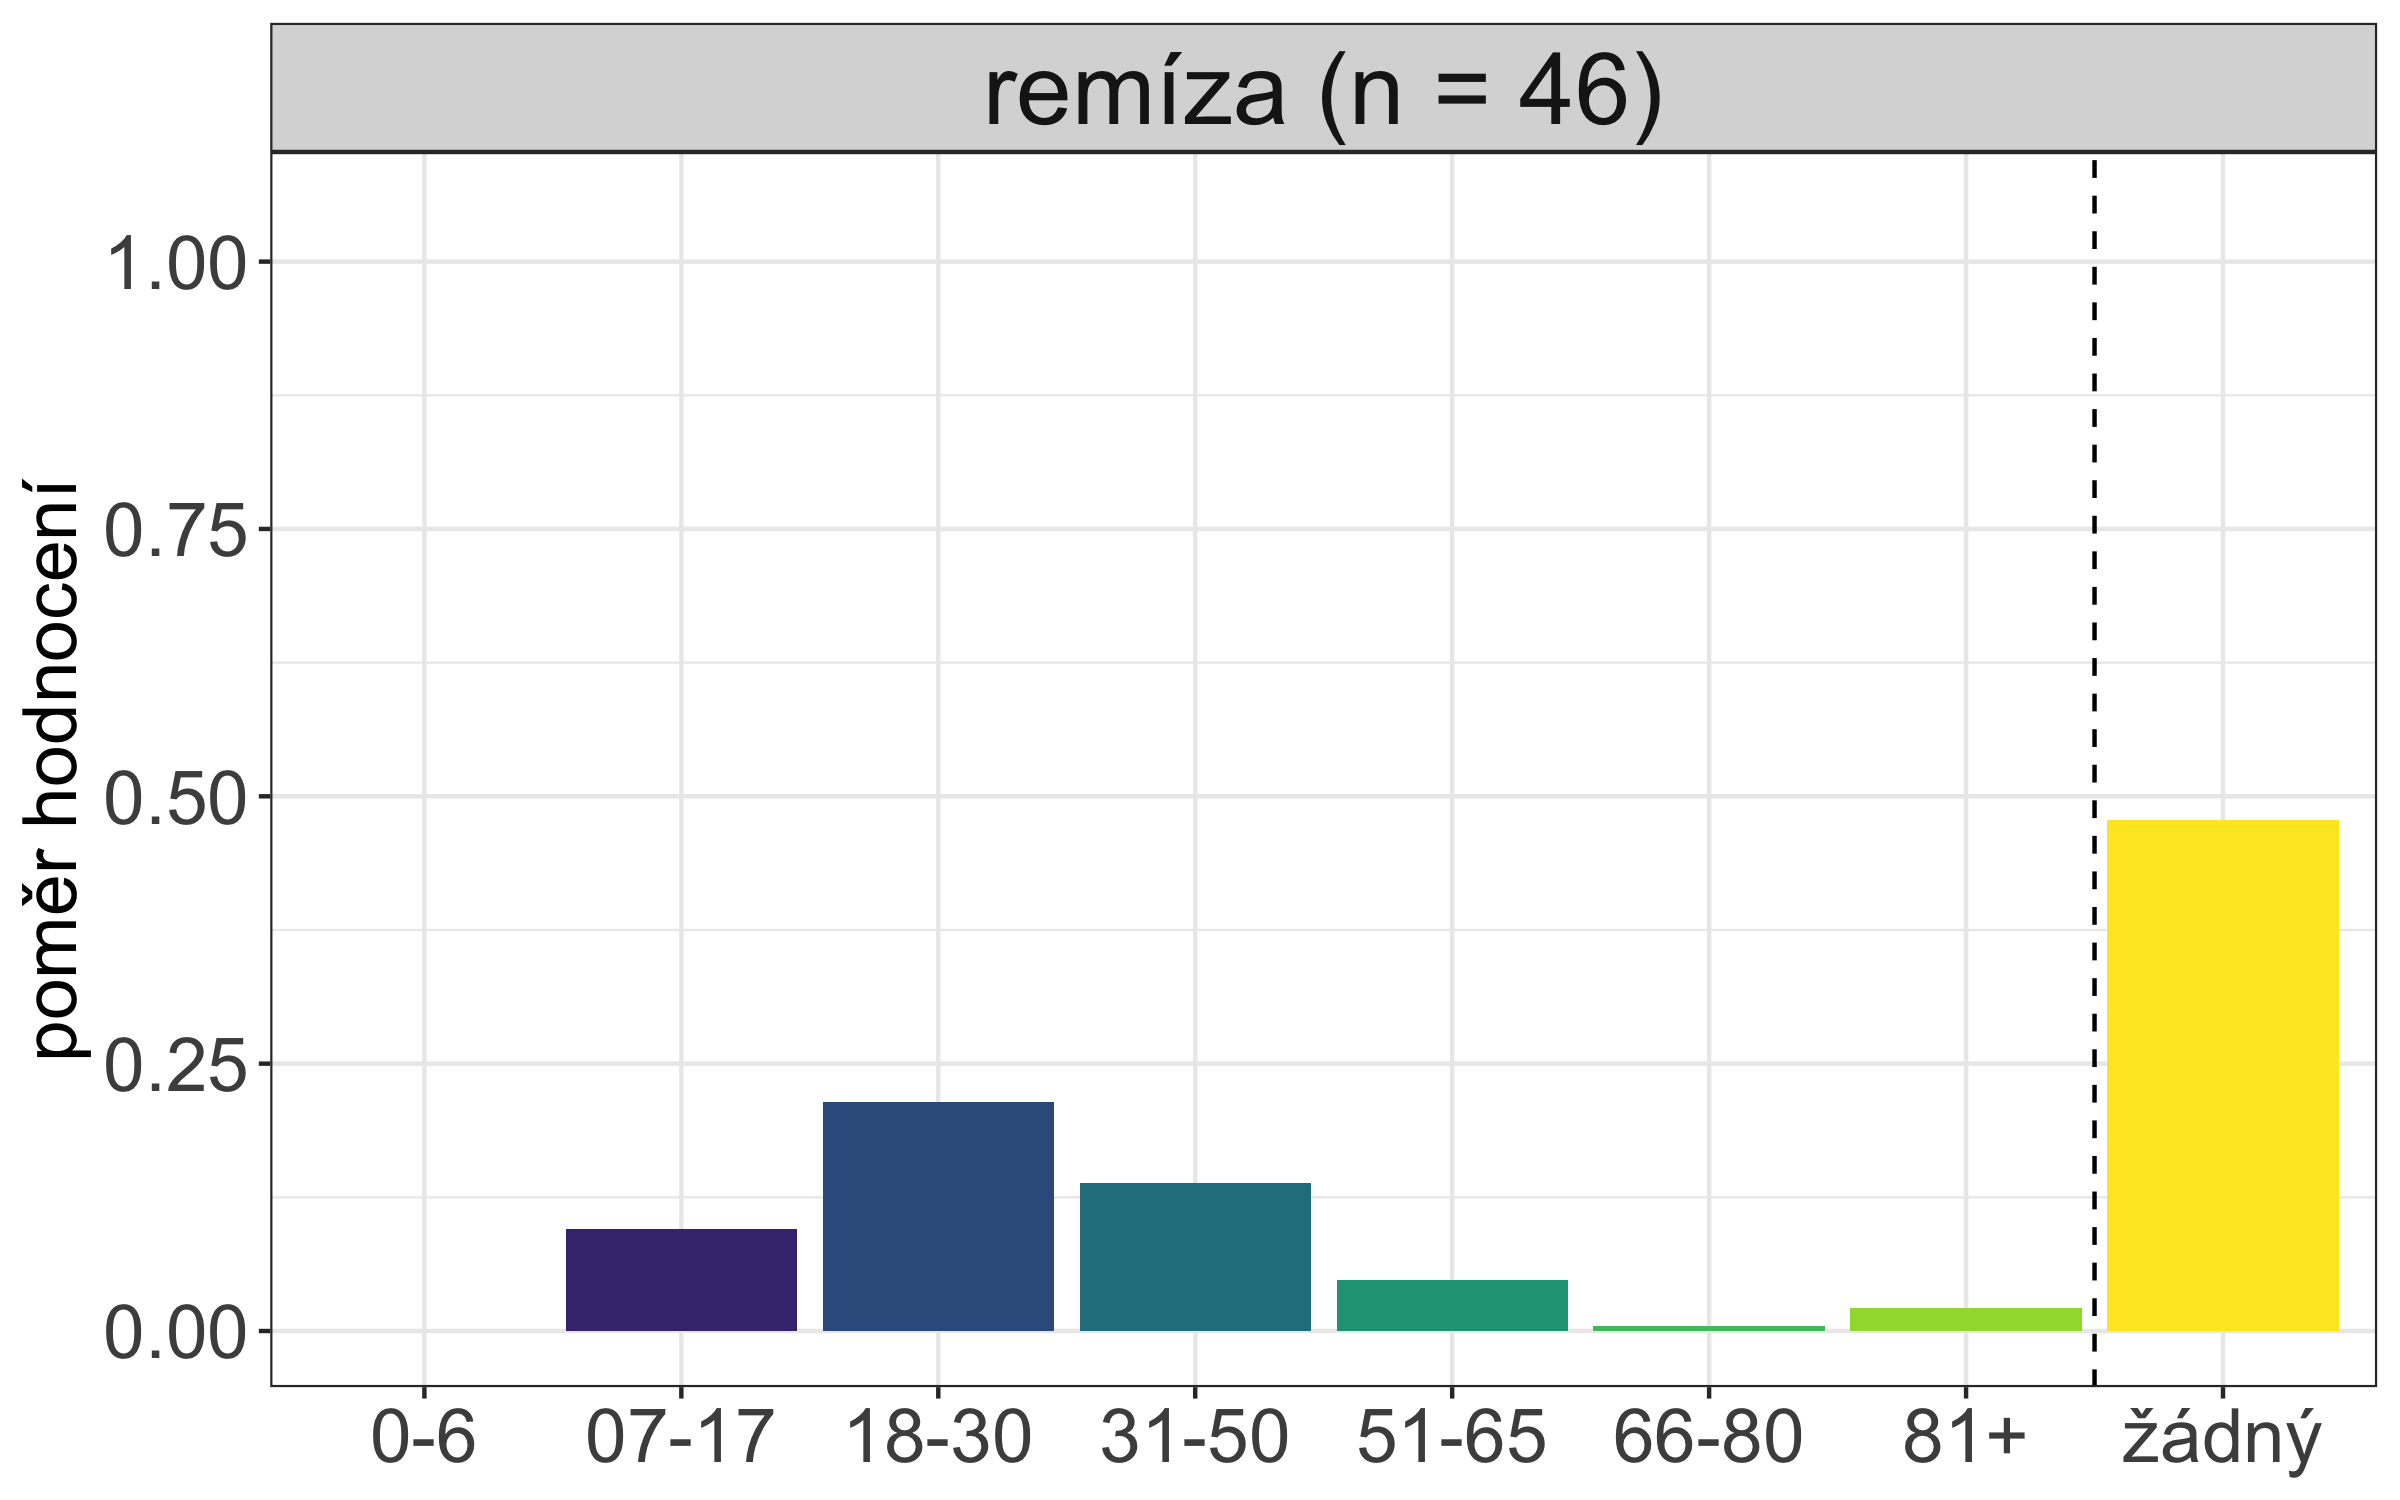 remíza (n = 46)
poměr hodnocení
1.00
0.75
0.50
0.25
0.00
0-6 07-17 18-30 31-50 51-65 66-80 81+ žádný